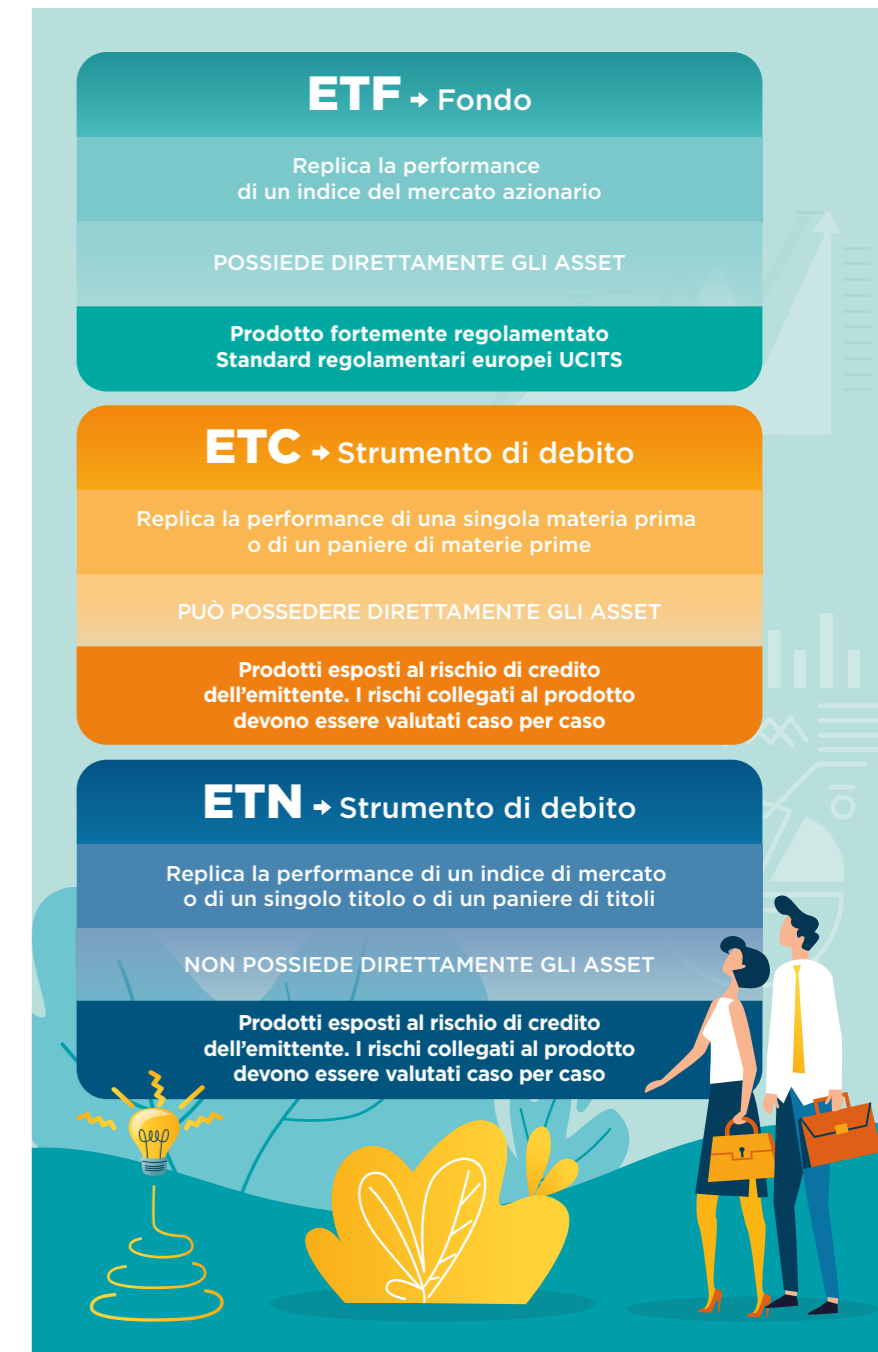 ETF → Fondo
Replica la performance
di un indice del mercato azionario
POSSIEDE DIRETTAMENTE GLI ASSET
Prodotto fortemente regolamentato
Standard regolamentari europei UCITS
ETC → Strumento di debito
Replica la performance di una singola materia prima
o di un paniere di materie prime
PUÒ POSSEDERE DIRETTAMENTE GLI ASSET
Prodotti esposti al rischio di credito
dell’emittente. I rischi collegati al prodotto
devono essere valutati caso per caso
ETN → Strumento di debito
Replica la performance di un indice di mercato
o di un singolo titolo o di un paniere di titoli
NON POSSIEDE DIRETTAMENTE GLI ASSET
Prodotti esposti al rischio di credito
dell’emittente. I rischi collegati al prodotto
devono essere valutati caso per caso